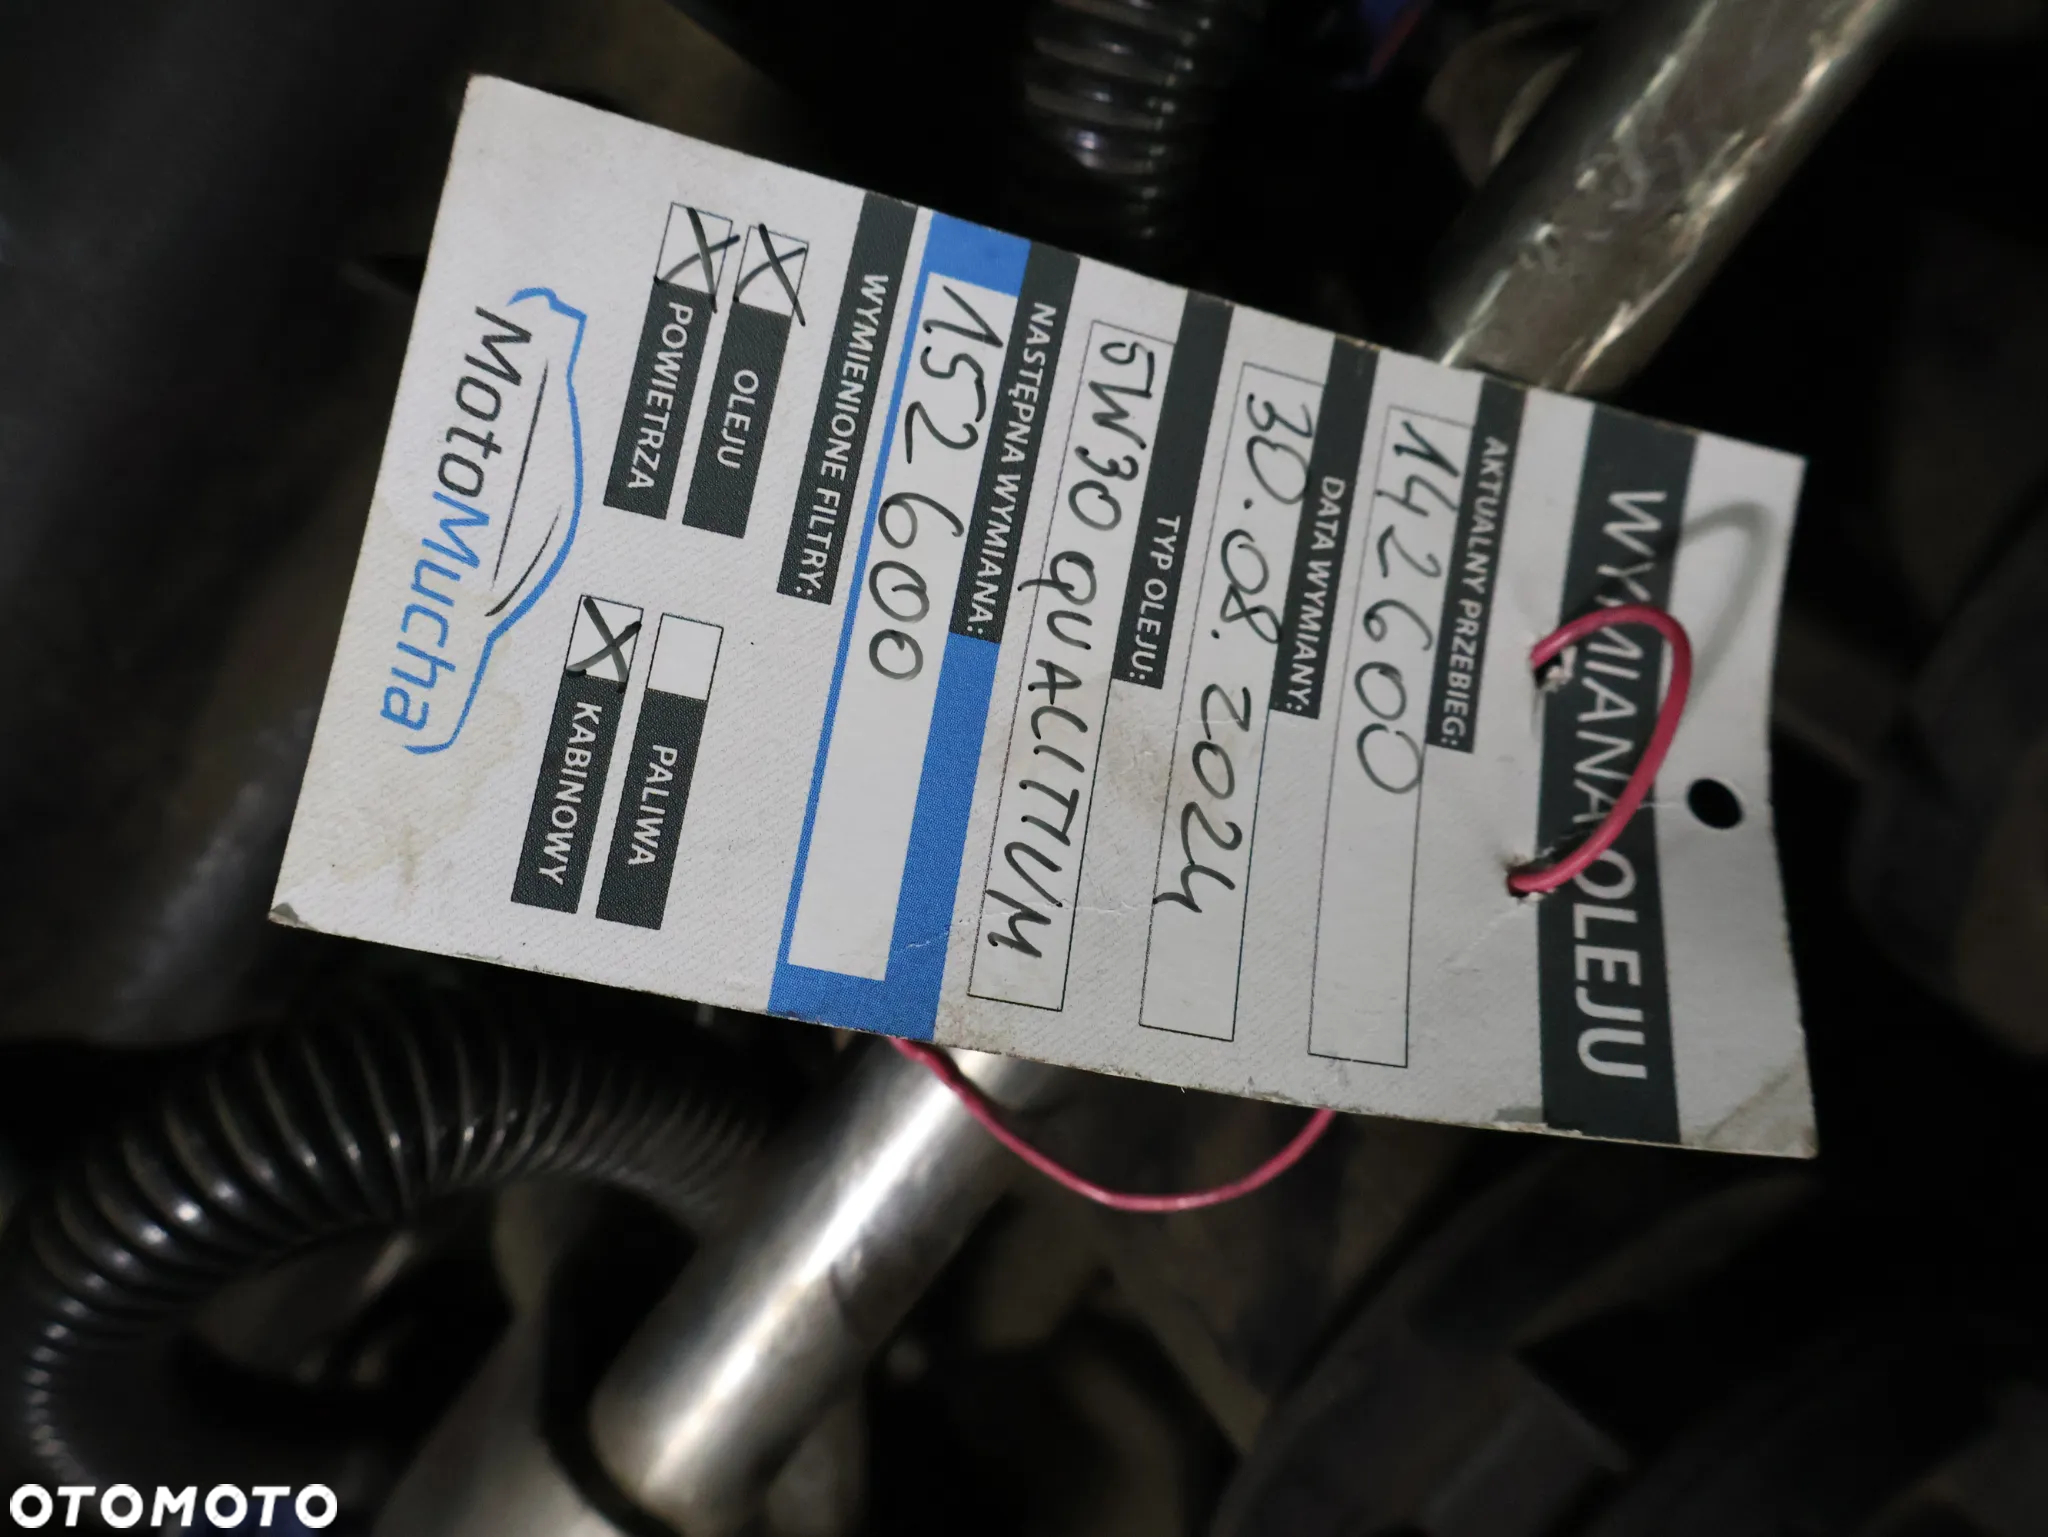 WYMIANA OLEJU
AKTUALNY PRZEBIEG:
142600
DATA WYMIANY:
30.08.2024
TYP OLEJU:
5W30 QUALITIUM
NASTĘPNA WYMIANA:
152600
WYMIENIONE FILTRY:
OLEJU PALIWA
POWIETRZA KABINOWY
MotoMucha
OTOMOTO